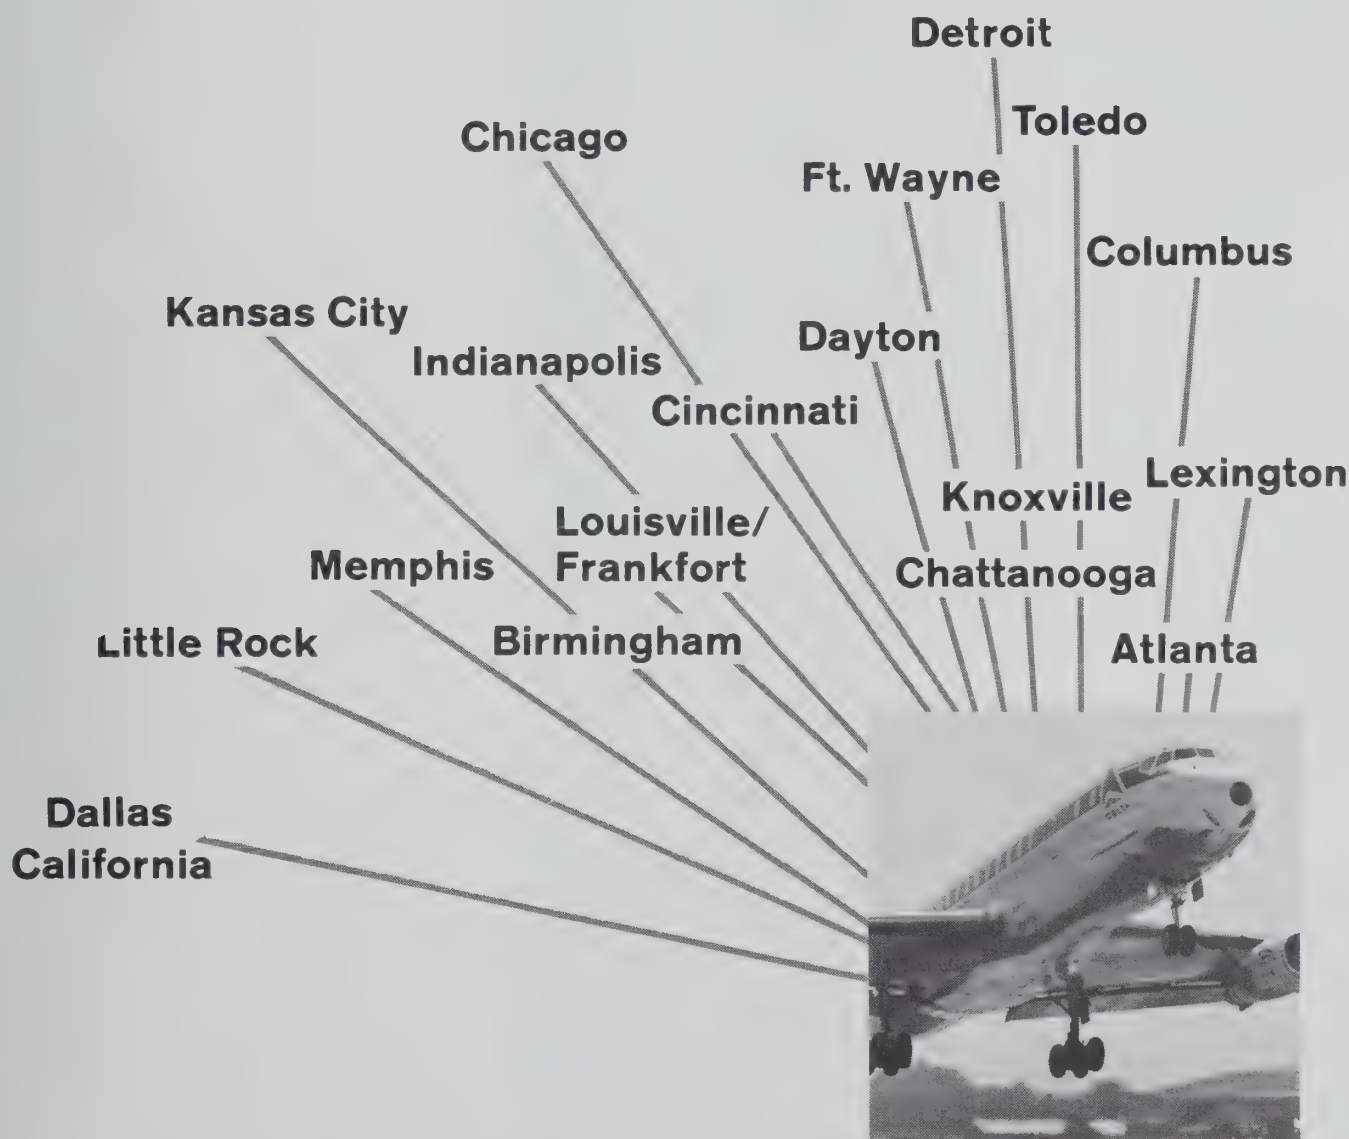 Detroit
Toledo
Chicago
Ft. Wayne
Columbus
Kansas City
Dayton
Indianapolis
Cincinnati
Lexington
Knoxville
Louisville/
Frankfort
Memphis
Chattanooga
Birmingham
Little Rock
Atlanta
Dallas
California